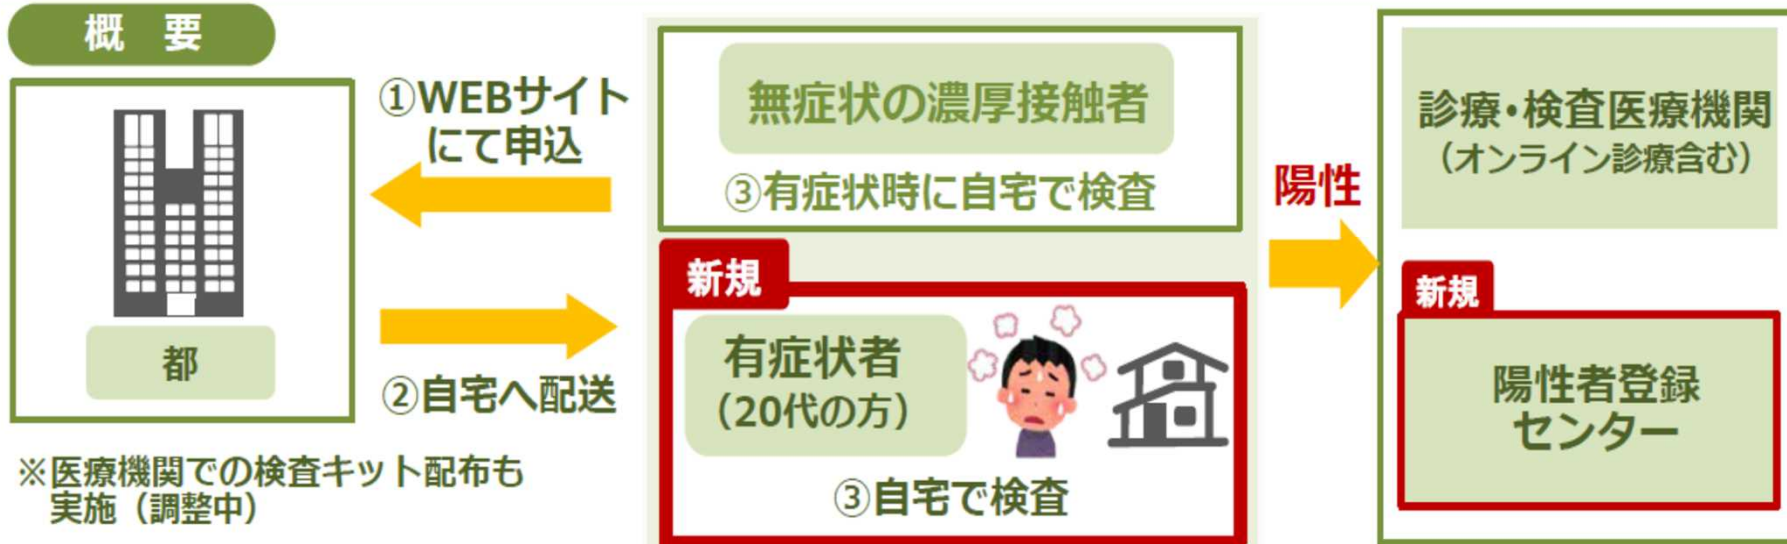 概　要
都
※医療機関での検査キット配布も
実施（調整中）
①WEBサイト
にて申込
②自宅へ配送
無症状の濃厚接触者
③有症状時に自宅で検査
新規
有症状者
（20代の方）
③自宅で検査
陽性
診療・検査医療機関
（オンライン診療含む）
新規
陽性者登録
センター